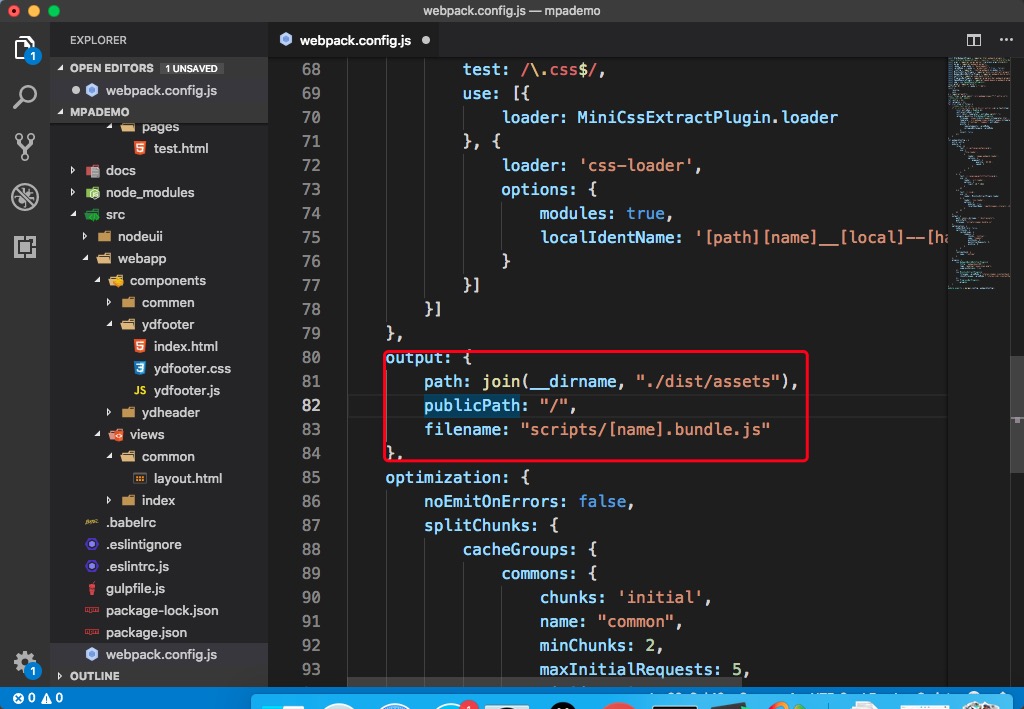 webpack.config.js — mpademo
EXPLORER
OPEN EDITORS 1 UNSAVED
webpack.config.js
MPADEMO
pages
test.html
docs
node_modules
src
nodeuii
webapp
components
commen
ydfooter
index.html
ydfooter.css
JS ydfooter.js
ydheader
views
common
layout.html
index
.babelrc
.eslintignore
.eslintrc.js
gulpfile.js
package-lock.json
package.json
webpack.config.js
OUTLINE
1
1
webpack.config.js
68 test: /\.css$/,
69 use: [{
70 loader: MiniCssExtractPlugin.loader
71 }, {
72 loader: 'css-loader',
73 options: {
74 modules: true,
75 localIdentName: '[path][name]__[local]--[ha
76 }
77 }]
78 }]
79 },
80 output: {
81 path: join(__dirname, "./dist/assets"),
82 publicPath: "/",
83 filename: "scripts/[name].bundle.js"
84 },
85 optimization: {
86 noEmitOnErrors: false,
87 splitChunks: {
88 cacheGroups: {
89 commons: {
90 chunks: 'initial',
91 name: "common",
92 minChunks: 2,
93 maxInitialRequests: 5,
0 0